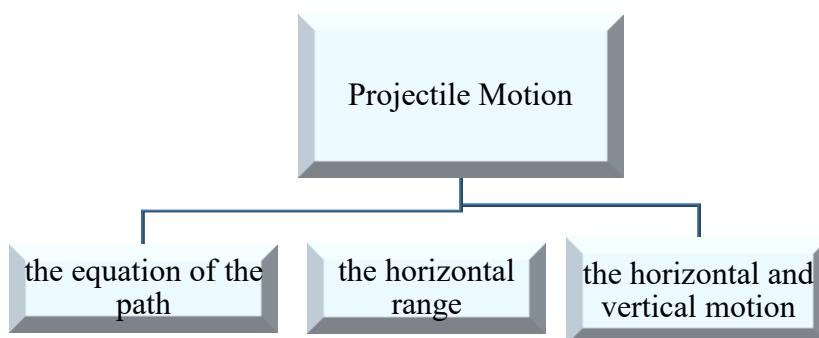 Projectile Motion
the equation of the
path
the horizontal
range
the horizontal and
vertical motion